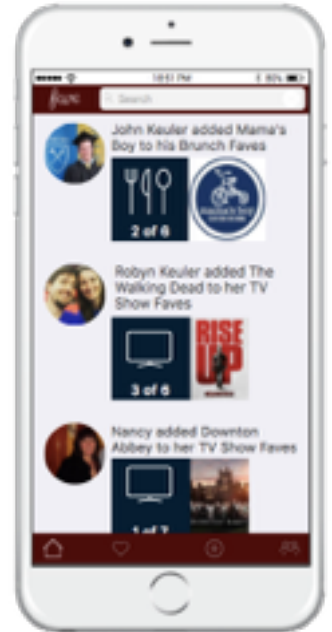 10:51 PM
fave
Search
John Keuler added Mama's
Boy to his Brunch Faves
2 of 6
Robyn Keuler added The
Walking Dead to her TV
Show Faves
3 of 6
RISE
UP
Nancy added Downton
Abbey to her TV Show Faves
1 of 7